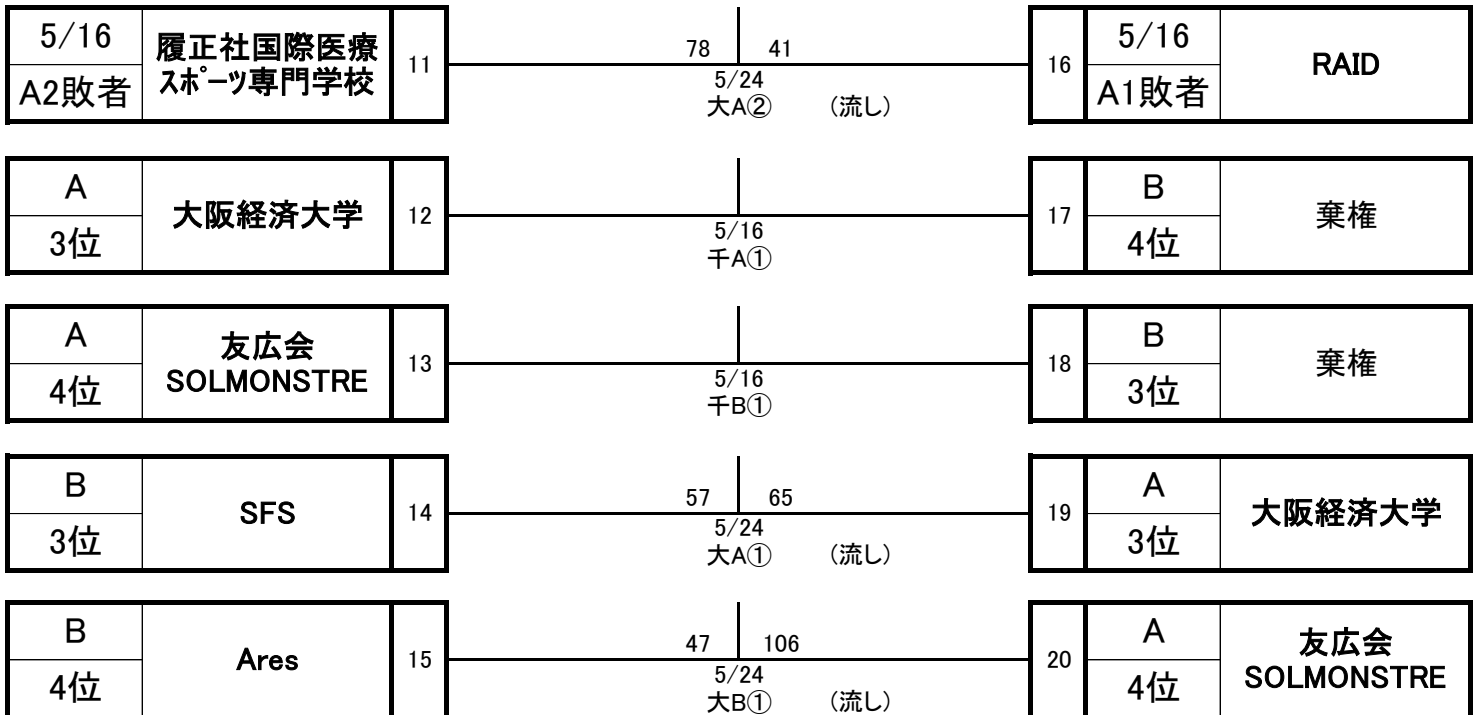 5/16
A2敗者
履正社国際医療
スポーツ専門学校
11
78 41
5/24
大A② （流し）
16
5/16
A1敗者
RAID
A
3位
大阪経済大学
12
5/16
千A①
17
B
4位
棄権
A
4位
友広会
SOLMONSTRE
13
5/16
千B①
18
B
3位
棄権
B
3位
SFS
14
57 65
5/24
大A① （流し）
19
A
3位
大阪経済大学
B
4位
Ares
15
47 106
5/24
大B① （流し）
20
A
4位
友広会
SOLMONSTRE